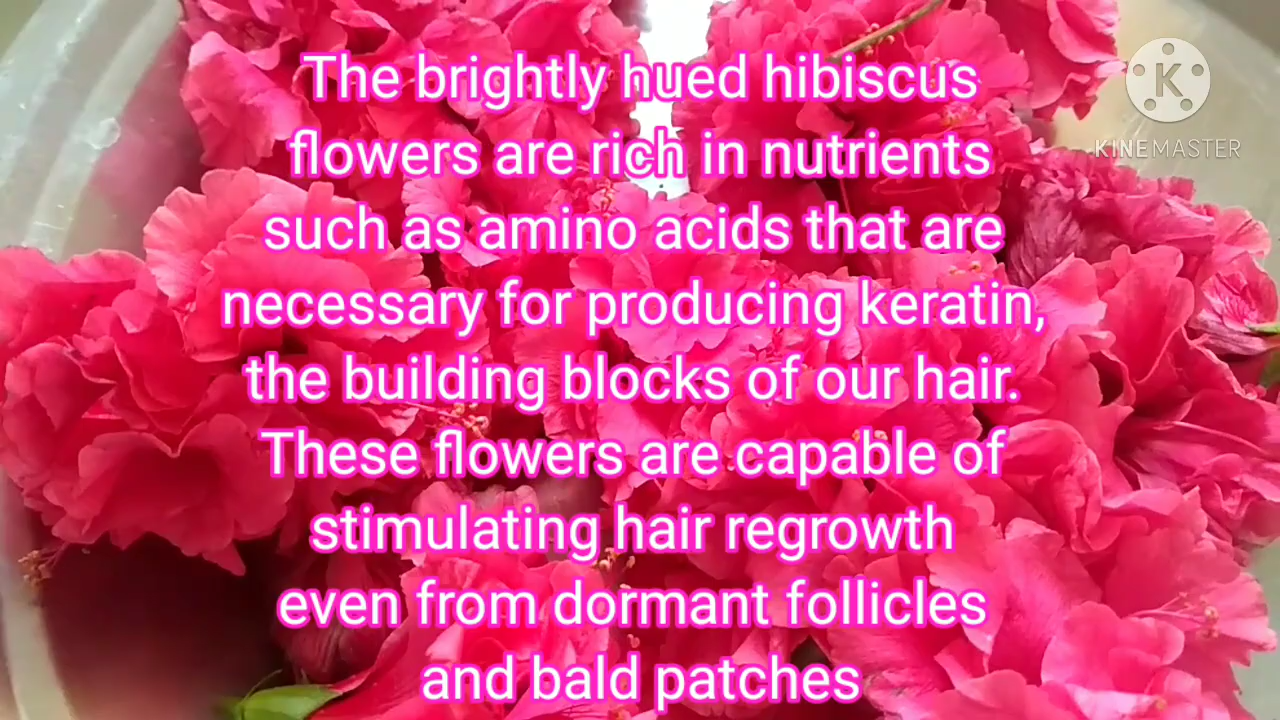 The brightly hued hibiscus
flowers are rich in nutrients
such as amino acids that are
necessary for producing keratin,
the building blocks of our hair.
These flowers are capable of
stimulating hair regrowth
even from dormant follicles
and bald patches
K
KINEMASTER